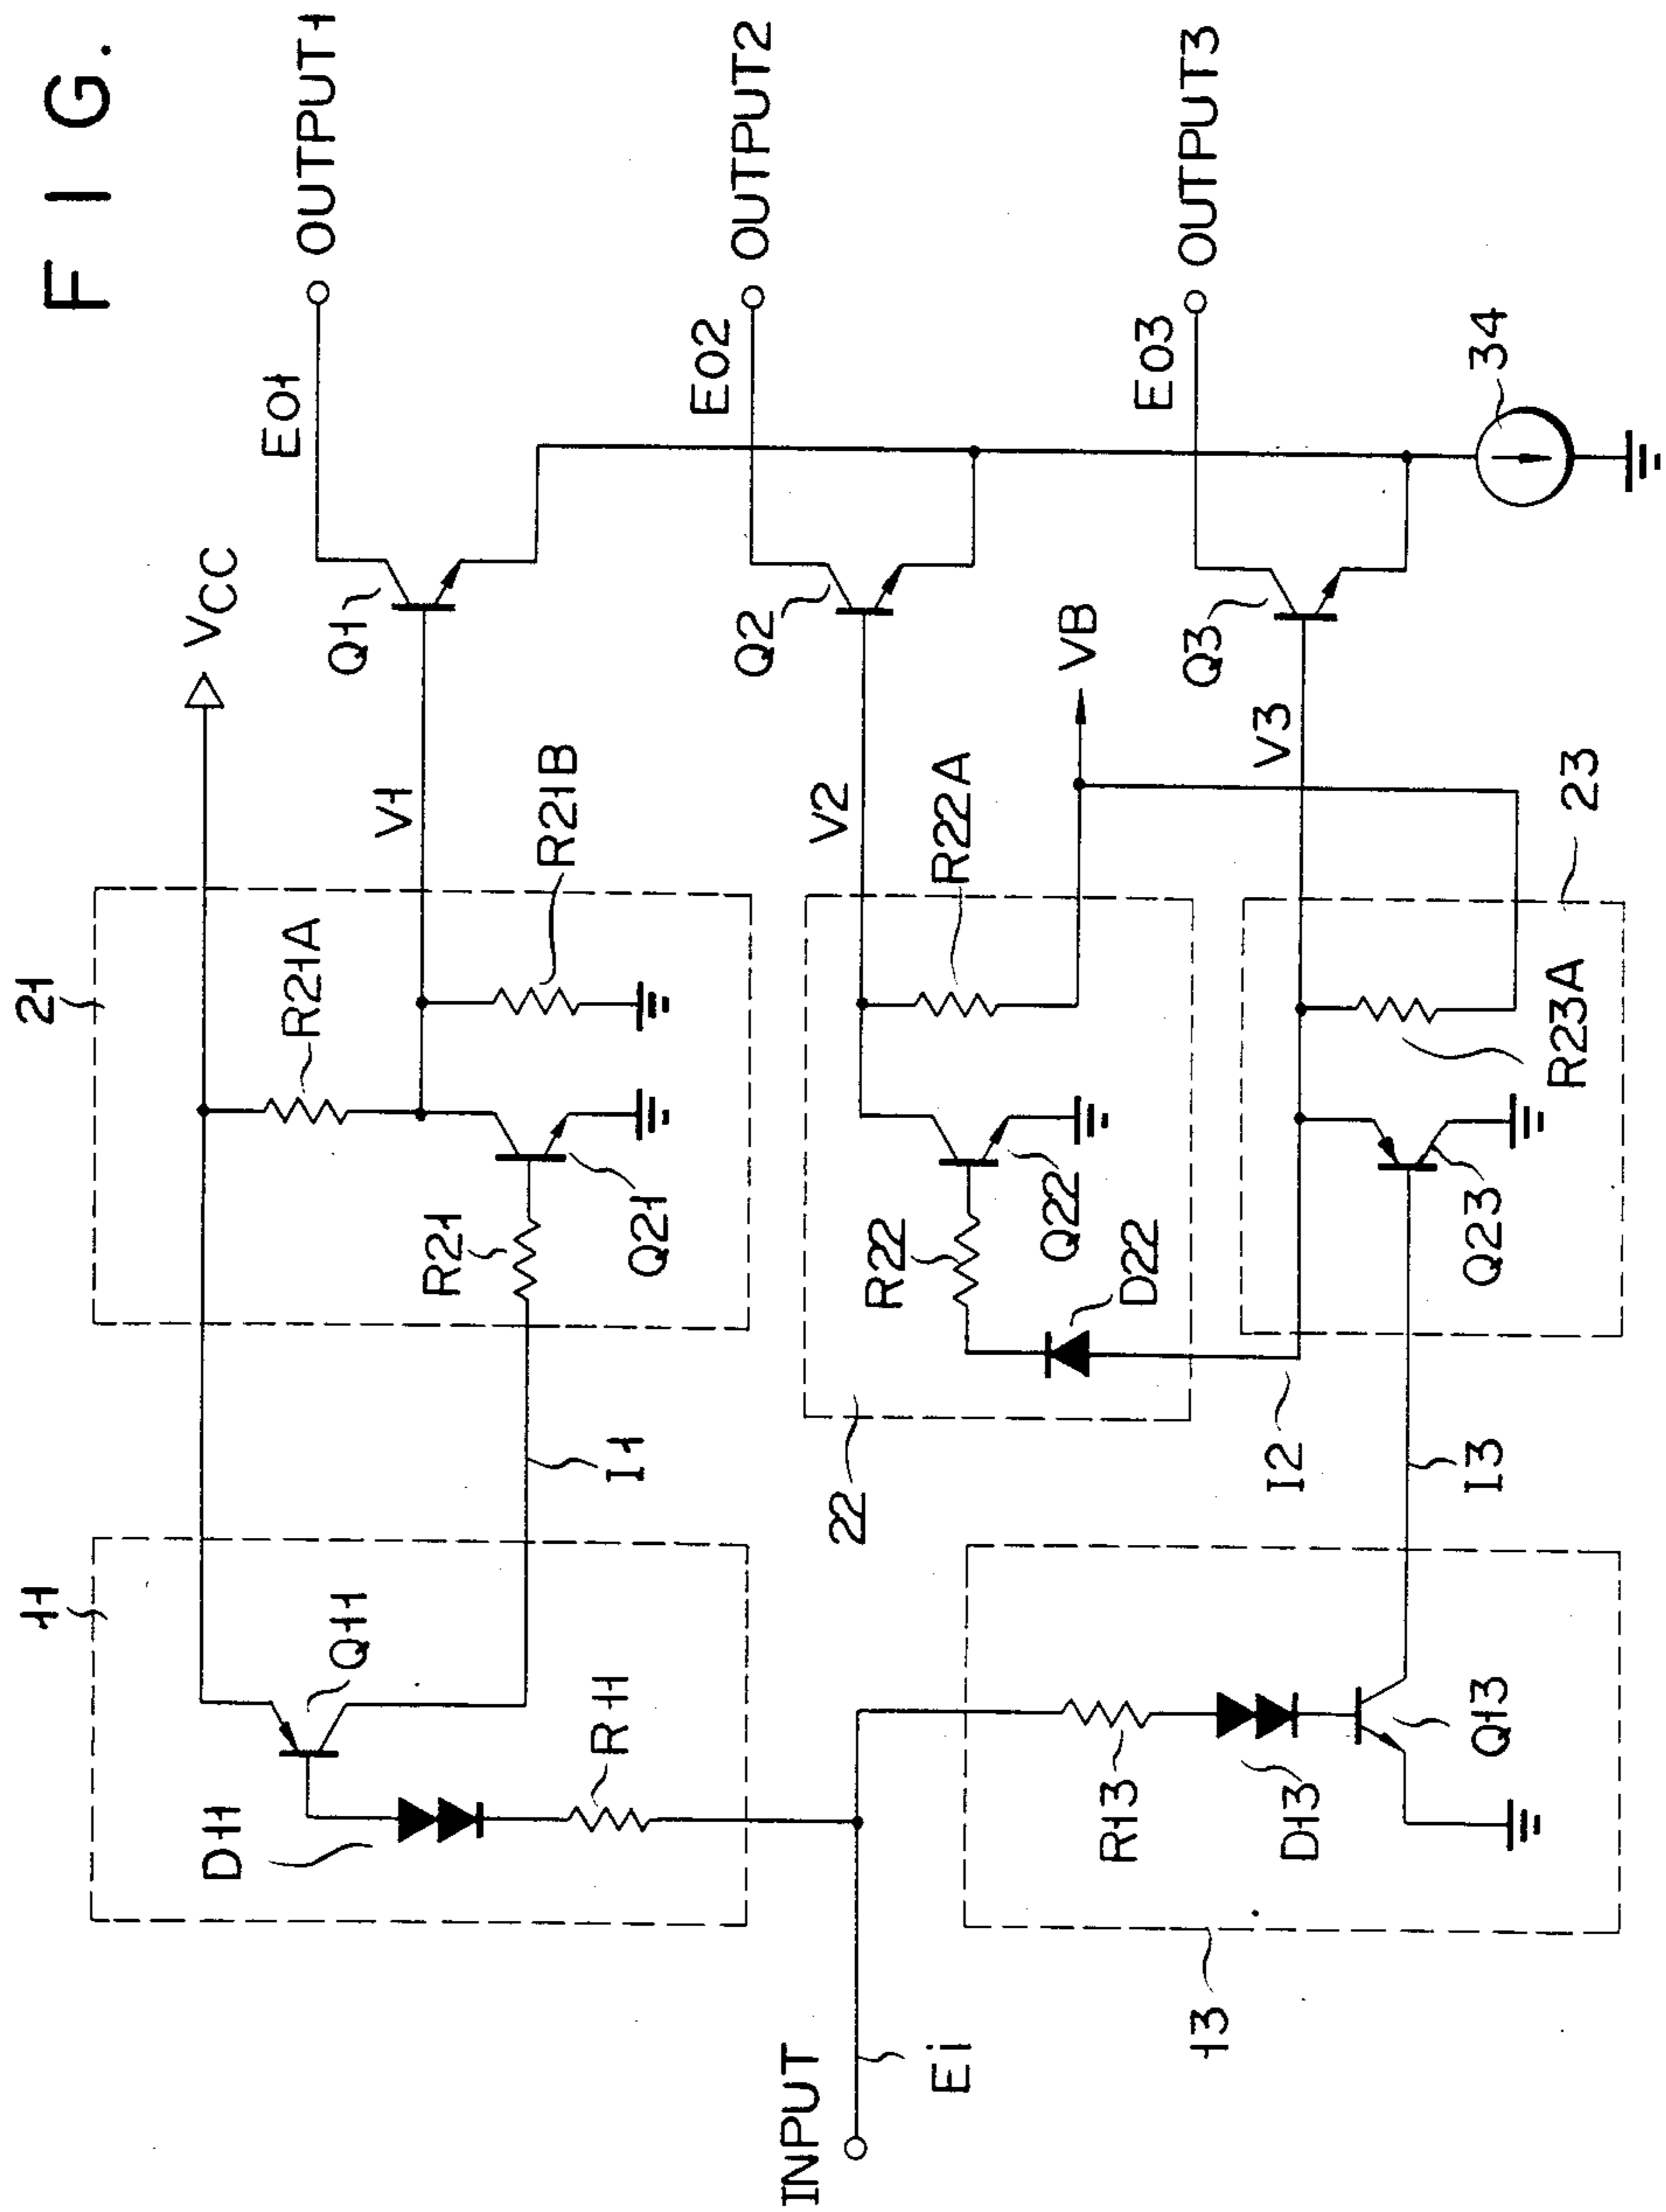 F I G.
VCC
OUTPUT1
E01
Q1
V1
21
R21A
R21B
R21
Q21
11
Q11
D11
R11
I1
OUTPUT2
E02
Q2
V2
VB
R22A
R22
Q22
D22
22
I2
INPUT
Ei
OUTPUT3
E03
Q3
V3
23
R23A
Q23
I3
R13
D13
Q13
13
34